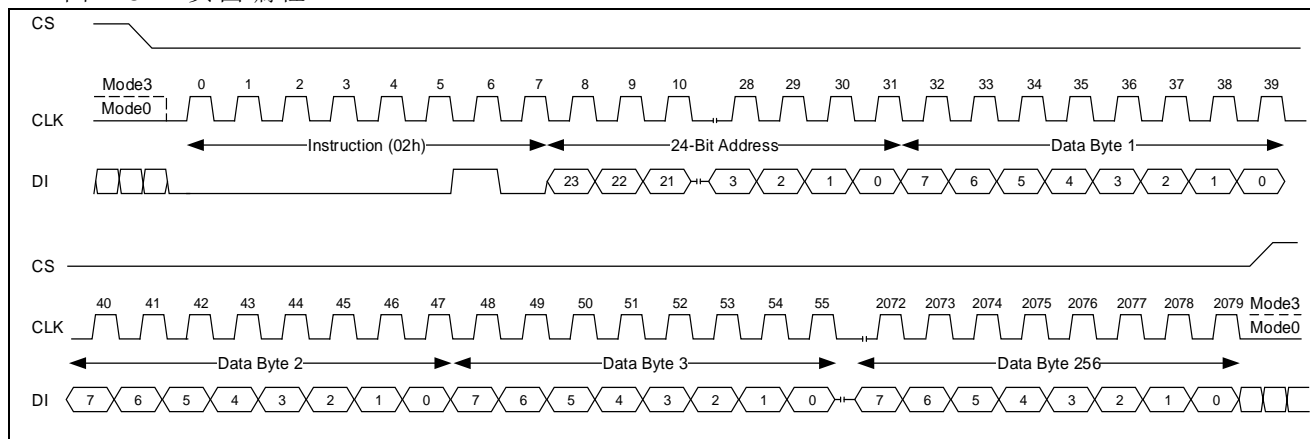 CS
Mode3
Mode0
0 1 2 3 4 5 6 7 8 9 10 28 29 30 31 32 33 34 35 36 37 38 39
CLK
Instruction (02h) 24-Bit Address Data Byte 1
DI 23 22 21 3 2 1 0 7 6 5 4 3 2 1 0
CS
40 41 42 43 44 45 46 47 48 49 50 51 52 53 54 55 2072 2073 2074 2075 2076 2077 2078 2079 Mode3
CLK Mode0
Data Byte 2 Data Byte 3 Data Byte 256
DI 7 6 5 4 3 2 1 0 7 6 5 4 3 2 1 0 7 6 5 4 3 2 1 0